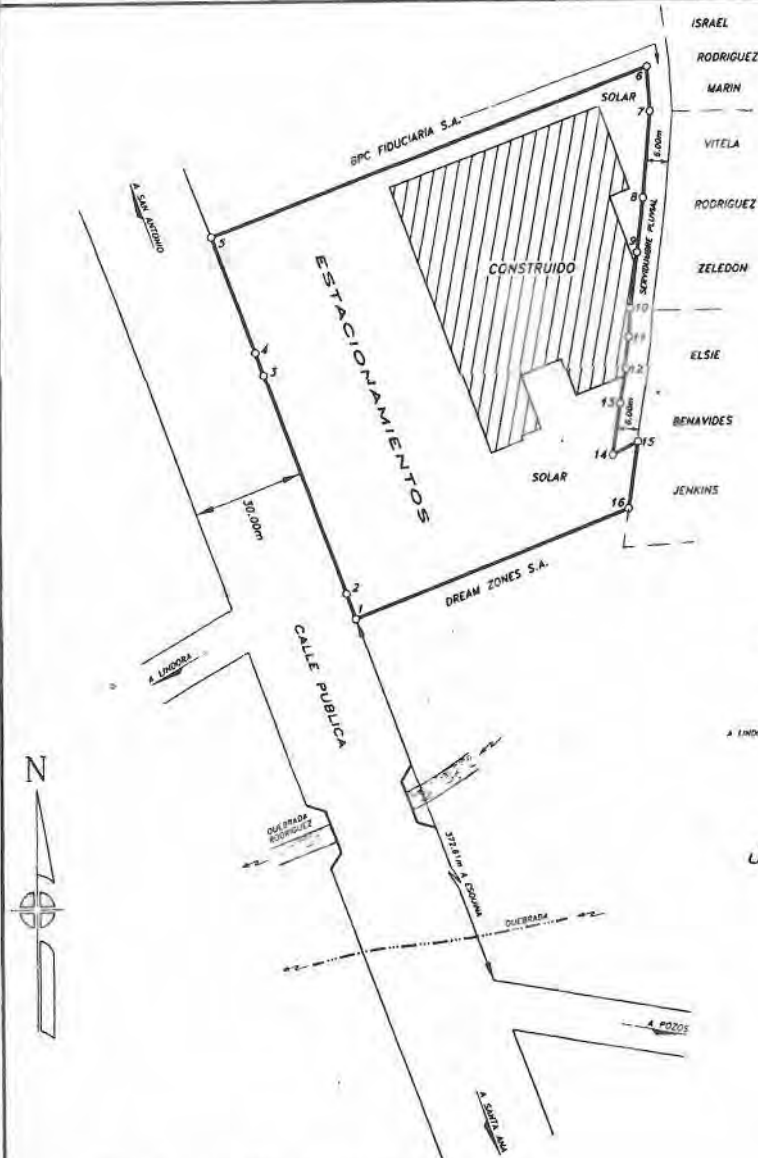 ISRAEL
RODRIGUEZ
MARIN
6
SOLAR
7
BPC FIDUCIARIA S.A.
VITELA
6.00m
A SAN ANTONIO
8
RODRIGUEZ
SERVIDUMBRE PLUVIAL
5
9
ESTACIONAMIENTOS
CONSTRUIDO
ZELEDON
10
11
4
ELSIE
3
12
13
6.00m
BENAVIDES
15
14
SOLAR
JENKINS
30.00m
16
DREAM ZONES S.A.
2
1
CALLE PUBLICA
A LINDORA
N
QUEBRADA
RODRIGUEZ
372.61m A ESQUINA
QUEBRADA
A POZOS
A SANTA ANA